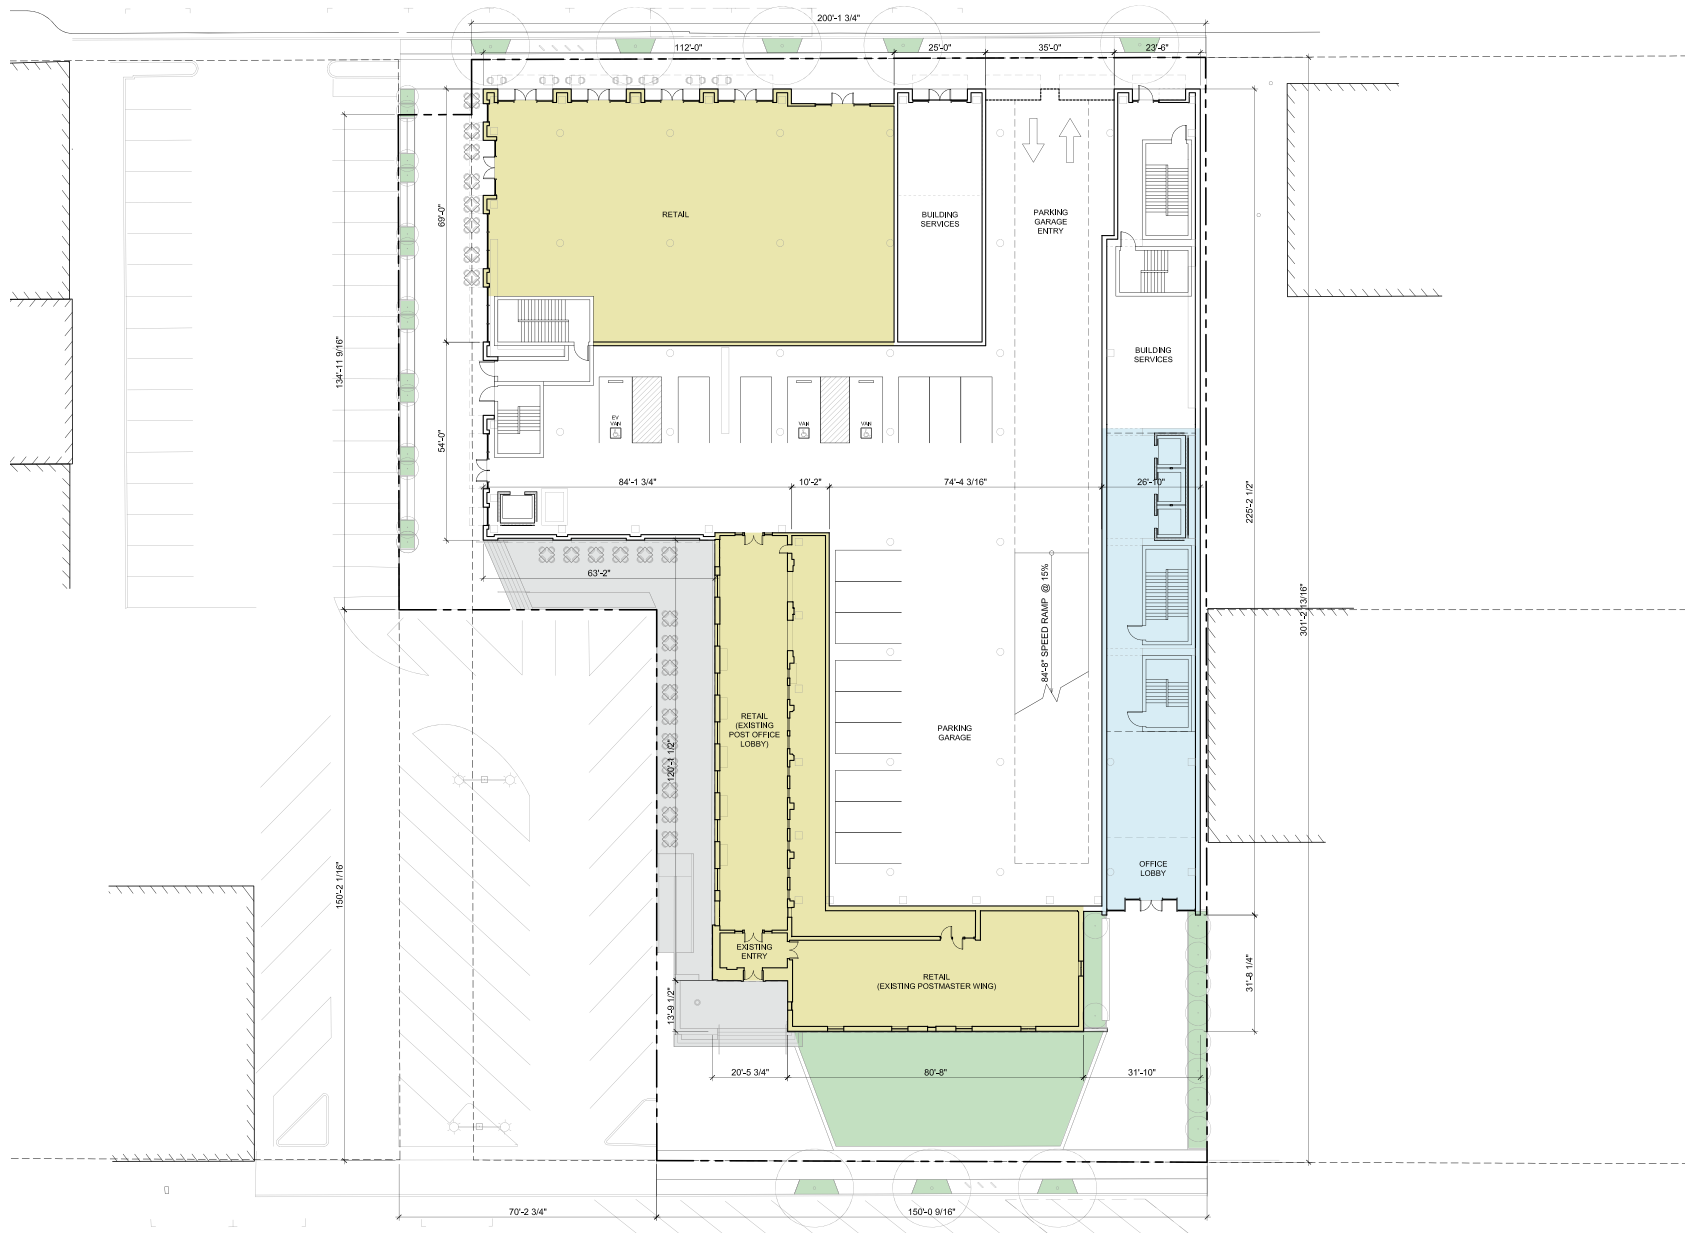 200'-1 3/4"
112'-0"
25'-0"
35'-0"
23'-6"
69'-0"
RETAIL
BUILDING
SERVICES
PARKING
GARAGE
ENTRY
134'-11 9/16"
BUILDING
SERVICES
54'-0"
EV
VAN
VAN
VAN
84'-1 3/4"
10'-2"
74'-4 3/16"
26'-10"
225'-2 1/2"
63'-2"
84'-8" SPEED RAMP @ 15%
301'-2 13/16"
RETAIL
(EXISTING
POST OFFICE
LOBBY)
120'-1 1/2"
PARKING
GARAGE
150'-2 1/16"
OFFICE
LOBBY
EXISTING
ENTRY
RETAIL
(EXISTING POSTMASTER WING)
31'-8 1/4"
13'-9 1/2"
20'-5 3/4"
80'-8"
31'-10"
70'-2 3/4"
150'-0 9/16"